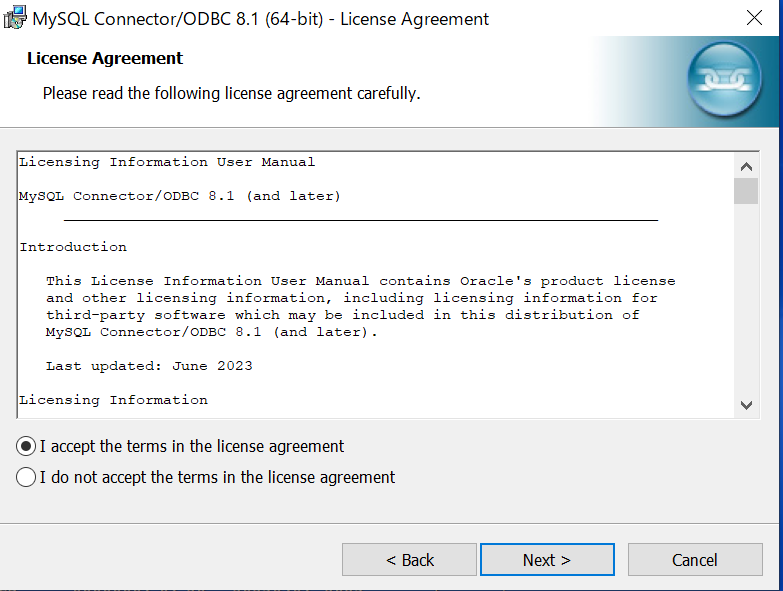 MySQL Connector/ODBC 8.1 (64-bit) - License Agreement
License Agreement
Please read the following license agreement carefully.
Licensing Information User Manual
MySQL Connector/ODBC 8.1 (and later)
Introduction
This License Information User Manual contains Oracle's product license
and other licensing information, including licensing information for
third-party software which may be included in this distribution of
MySQL Connector/ODBC 8.1 (and later).
Last updated: June 2023
Licensing Information
I accept the terms in the license agreement
I do not accept the terms in the license agreement
< Back
Next >
Cancel